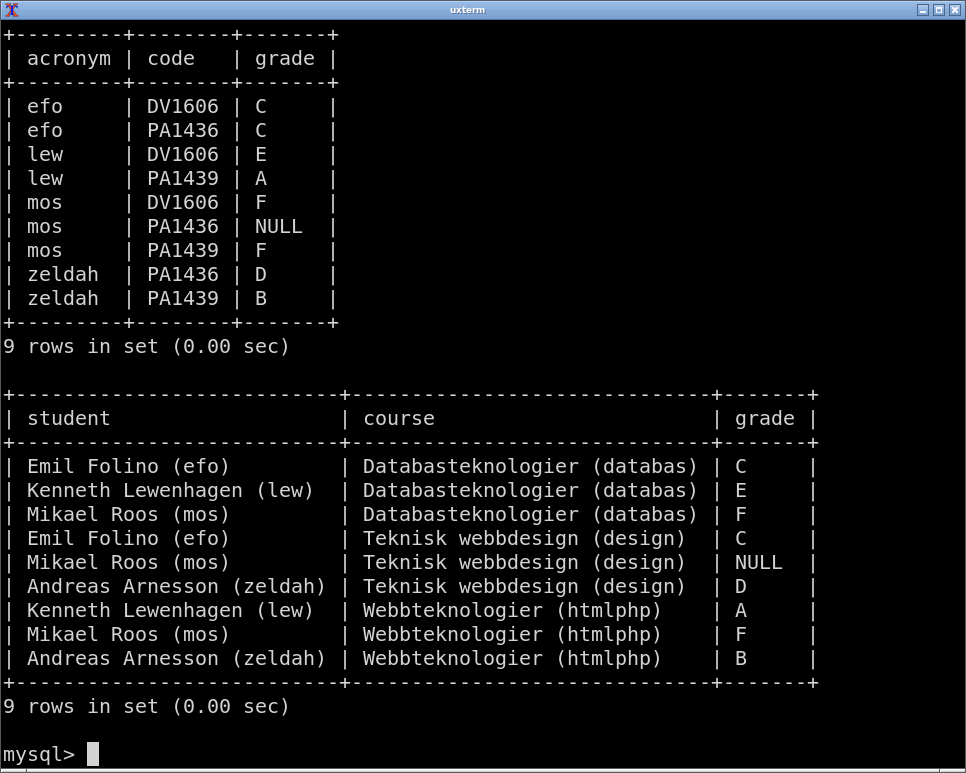 uxterm
+---------+--------+-------+
| acronym | code   | grade |
+---------+--------+-------+
| efo     | DV1606 | C     |
| efo     | PA1436 | C     |
| lew     | DV1606 | E     |
| lew     | PA1439 | A     |
| mos     | DV1606 | F     |
| mos     | PA1436 | NULL  |
| mos     | PA1439 | F     |
| zeldah  | PA1436 | D     |
| zeldah  | PA1439 | B     |
+---------+--------+-------+
9 rows in set (0.00 sec)

+---------------------------+------------------------------+-------+
| student                   | course                       | grade |
+---------------------------+------------------------------+-------+
| Emil Folino (efo)         | Databasteknologier (databas) | C     |
| Kenneth Lewenhagen (lew)  | Databasteknologier (databas) | E     |
| Mikael Roos (mos)         | Databasteknologier (databas) | F     |
| Emil Folino (efo)         | Teknisk webbdesign (design)  | C     |
| Mikael Roos (mos)         | Teknisk webbdesign (design)  | NULL  |
| Andreas Arnesson (zeldah) | Teknisk webbdesign (design)  | D     |
| Kenneth Lewenhagen (lew)  | Webbteknologier (htmlphp)    | A     |
| Mikael Roos (mos)         | Webbteknologier (htmlphp)    | F     |
| Andreas Arnesson (zeldah) | Webbteknologier (htmlphp)    | B     |
+---------------------------+------------------------------+-------+
9 rows in set (0.00 sec)

mysql>